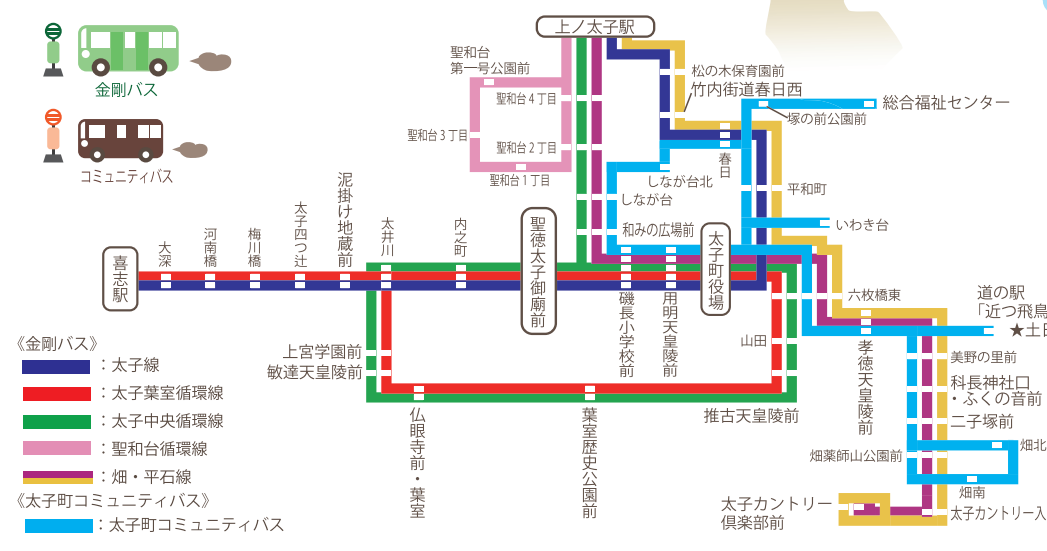 上ノ太子駅
聖和台
第一号公園前
金剛バス
松の木保育園前
竹内街道春日西
聖和台4丁目
総合福祉センター
塚の前公園前
聖和台3丁目
聖和台2丁目
春日
コミュニティバス
聖和台1丁目
しなが台北
平和町
しなが台
泥掛け地蔵前
太子四つ辻
太井川
内之町
聖徳太子御廟前
和みの広場前
太子町役場
いわき台
大深
河南橋
梅川橋
喜志駅
磯長小学校前
用明天皇陵前
六枚橋東
道の駅
「近つ飛鳥
★土日
《金剛バス》
:太子線
上宮学園前
敏達天皇陵前
山田
孝徳天皇陵前
美野の里前
:太子葉室循環線
科長神社口
・ふくの音前
:太子中央循環線
仏眼寺前・葉室
葉室歴史公園前
推古天皇陵前
二子塚前
:聖和台循環線
畑薬師山公園前
畑北
:畑・平石線
畑南
《太子町コミュニティバス》
太子カントリー
倶楽部前
太子カントリー入
:太子町コミュニティバス